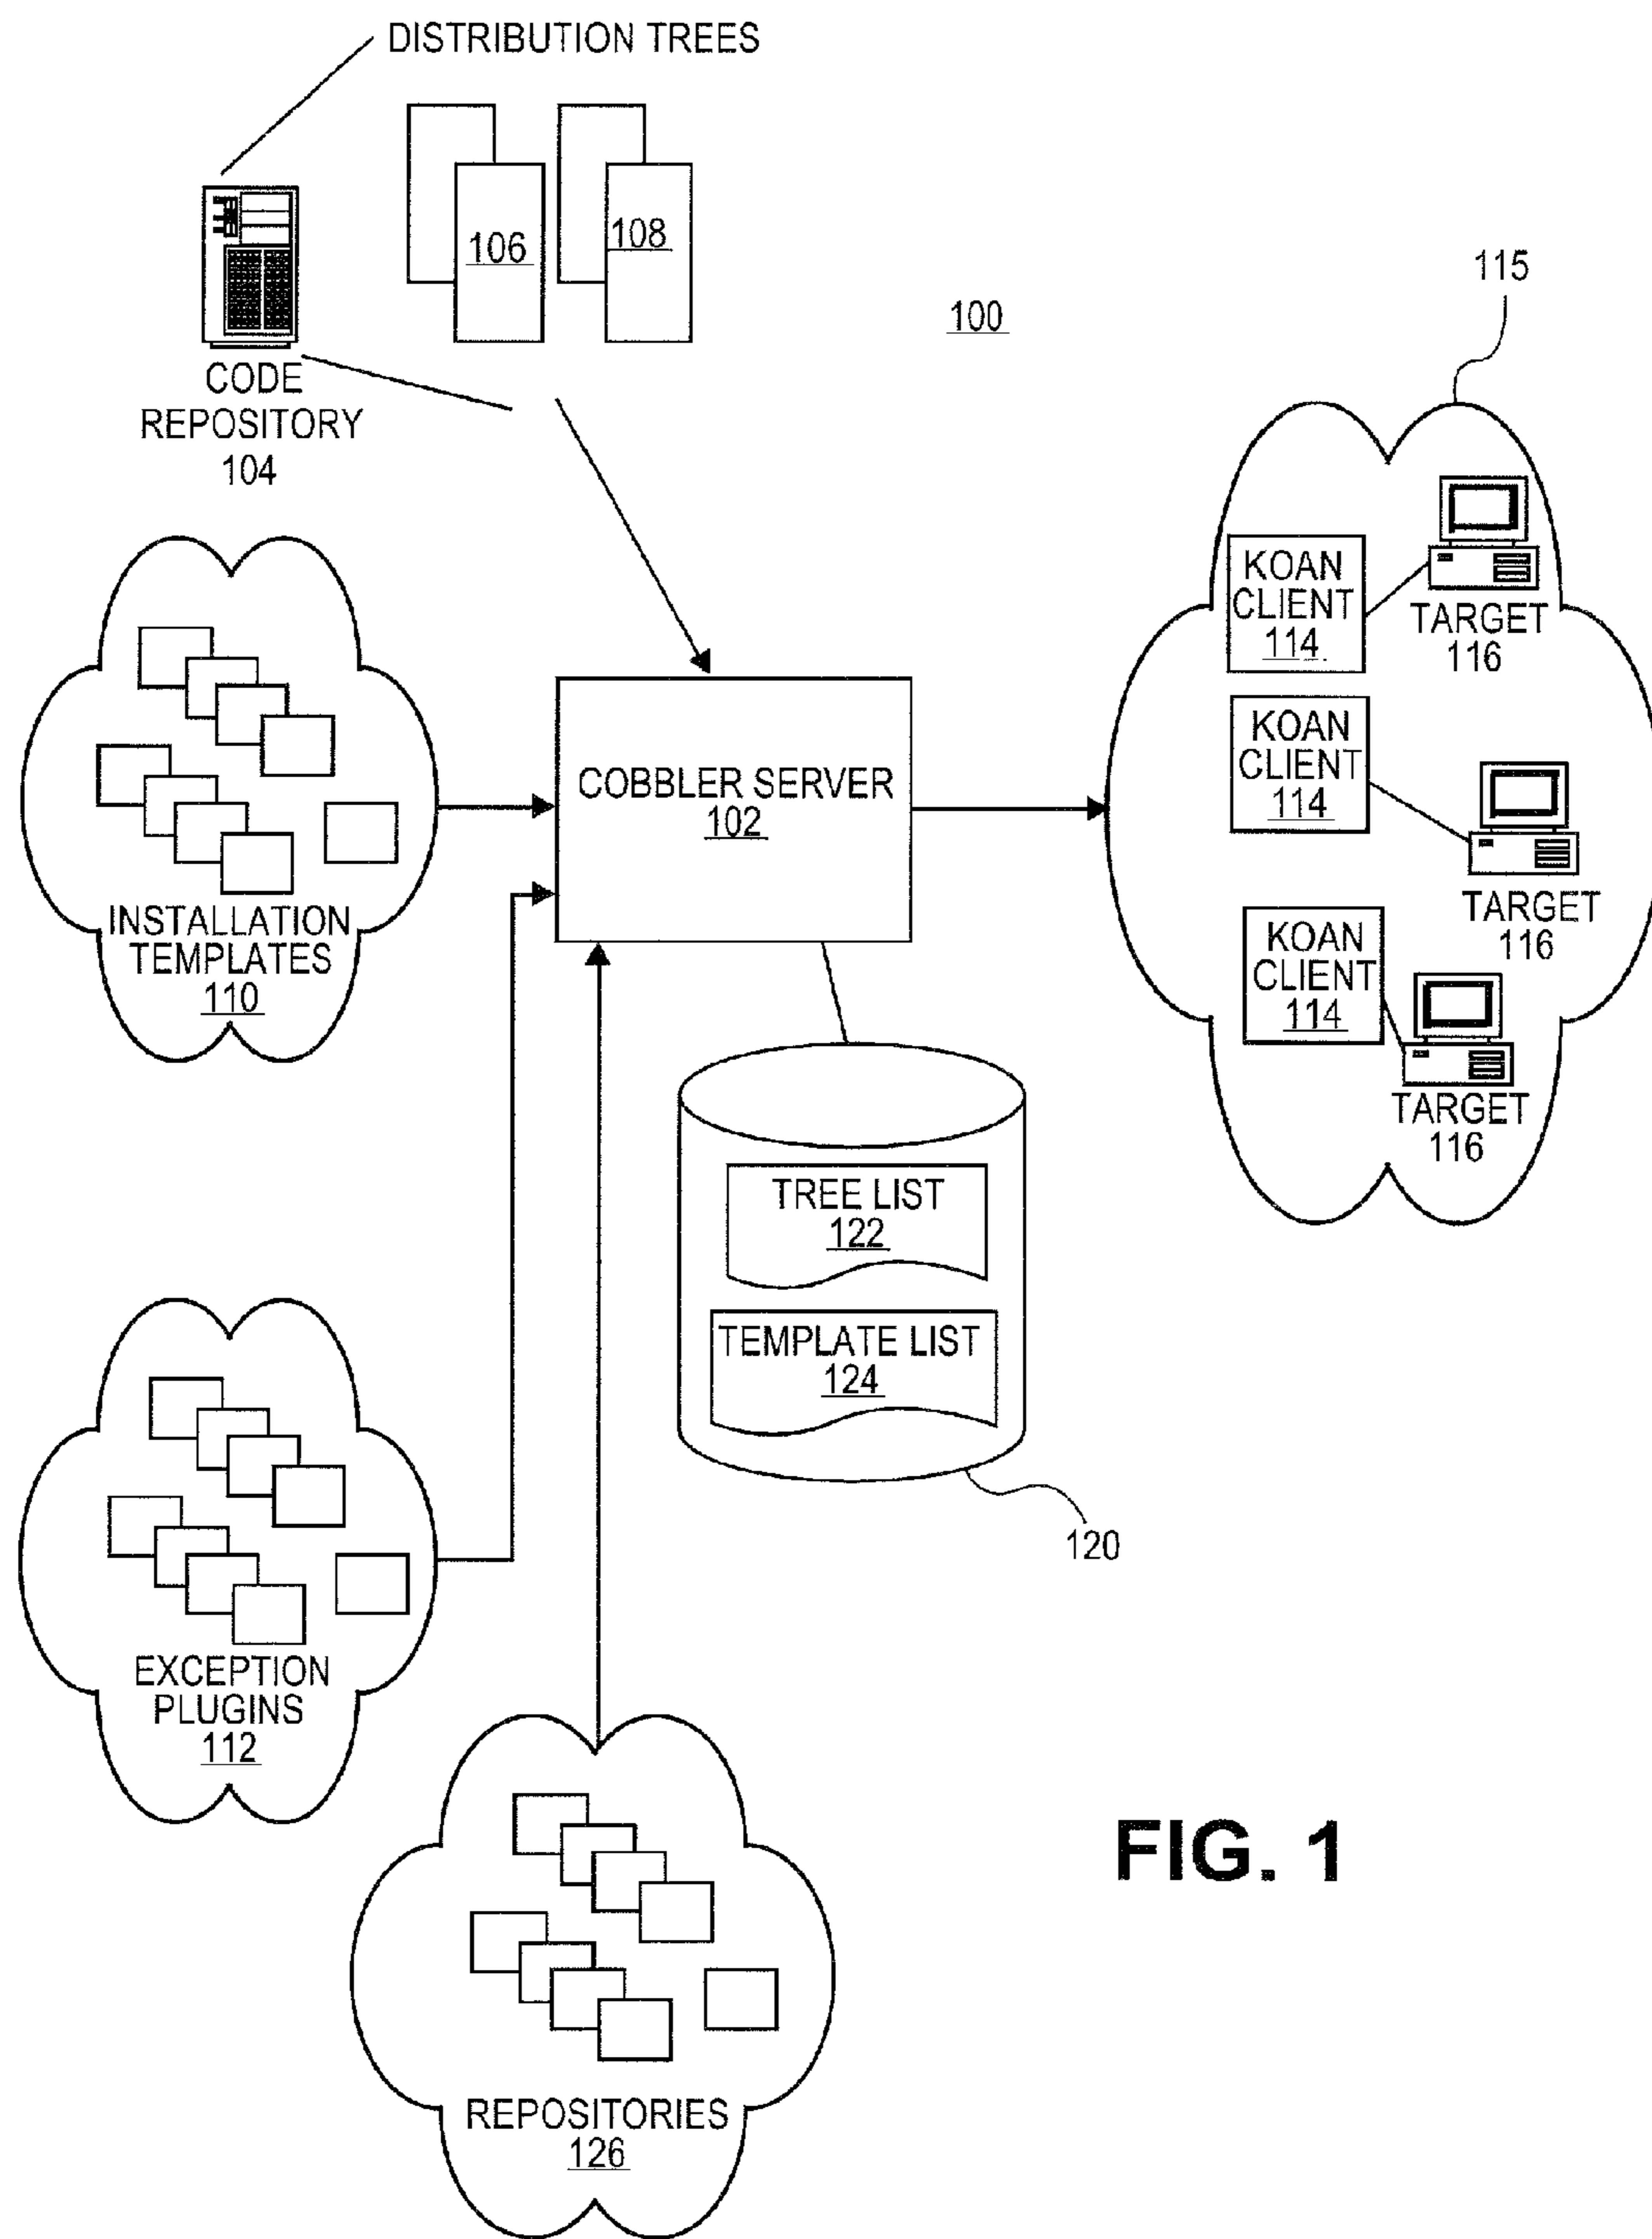 DISTRIBUTION TREES
106
108
100
115
CODE
REPOSITORY
104
KOAN
CLIENT
114
TARGET
116
KOAN
CLIENT
114
TARGET
116
KOAN
CLIENT
114
TARGET
116
COBBLER SERVER
102
INSTALLATION
TEMPLATES
110
TREE LIST
122
TEMPLATE LIST
124
120
EXCEPTION
PLUGINS
112
REPOSITORIES
126
FIG. 1